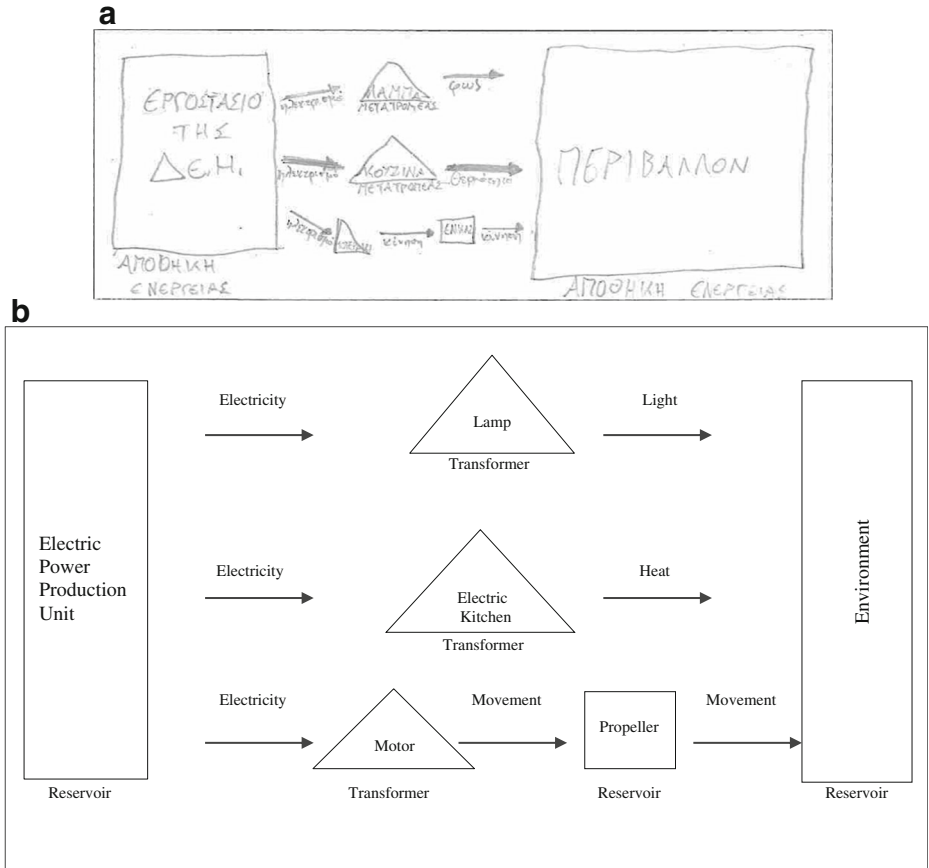 a
ΕΡΓΟΣΤΑΣΙΟ
ΤΗΣ
ΔΕ.Η.
ΑΠΟΘΗΚΗ
ΕΝΕΡΓΕΙΑΣ
ΛΑΜΠΑ
ΜΕΤΑΤΡΟΠΕΑΣ
φως
ΚΟΥΖΙΝΑ
ΜΕΤΑΤΡΟΠΕΑΣ
θερμότητα
κίνηση
κίνηση
ΠΕΡΙΒΑΛΛΟΝ
ΑΠΟΘΗΚΗ ΕΝΕΡΓΕΙΑΣ
b
Electricity
Lamp
Transformer
Light
Electric
Power
Production
Unit
Electricity
Electric
Kitchen
Transformer
Heat
Environment
Electricity
Motor
Movement
Propeller
Movement
Reservoir
Transformer
Reservoir
Reservoir